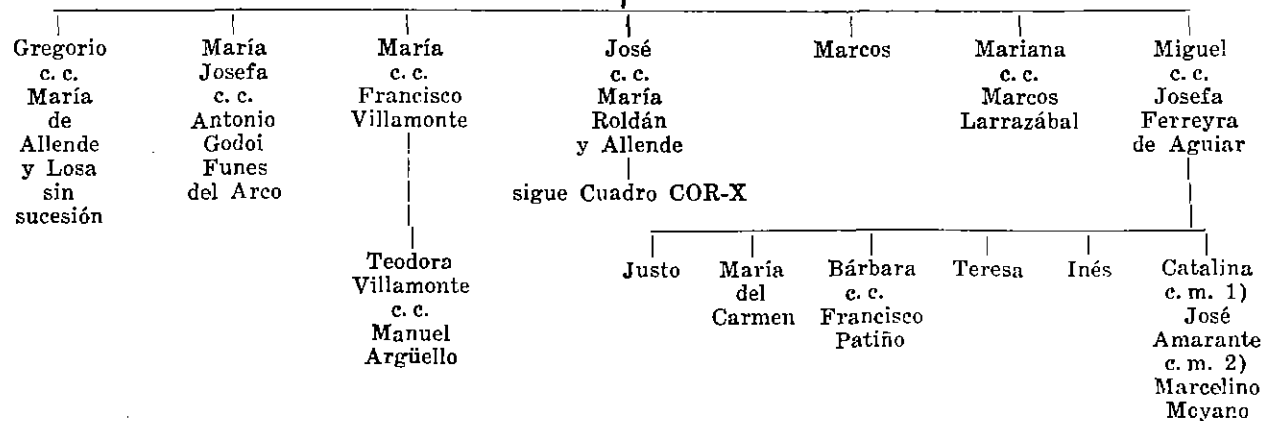 Gregorio
c. c.
María
de
Allende
y Losa
sin
sucesión
María
Josefa
c. c.
Antonio
Godoi
Funes
del Arco
María
c. c.
Francisco
Villamonte
José
c. c.
María
Roldán
y Allende
sigue Cuadro COR-X
Marcos
Mariana
c. c.
Marcos
Larrazábal
Miguel
c. c.
Josefa
Ferreyra
de Aguiar
Teodora
Villamonte
c. c.
Manuel
Argüello
Justo
María
del
Carmen
Bárbara
c. c.
Francisco
Patiño
Teresa
Inés
Catalina
c. m. 1)
José
Amarante
c. m. 2)
Marcelino
Moyano